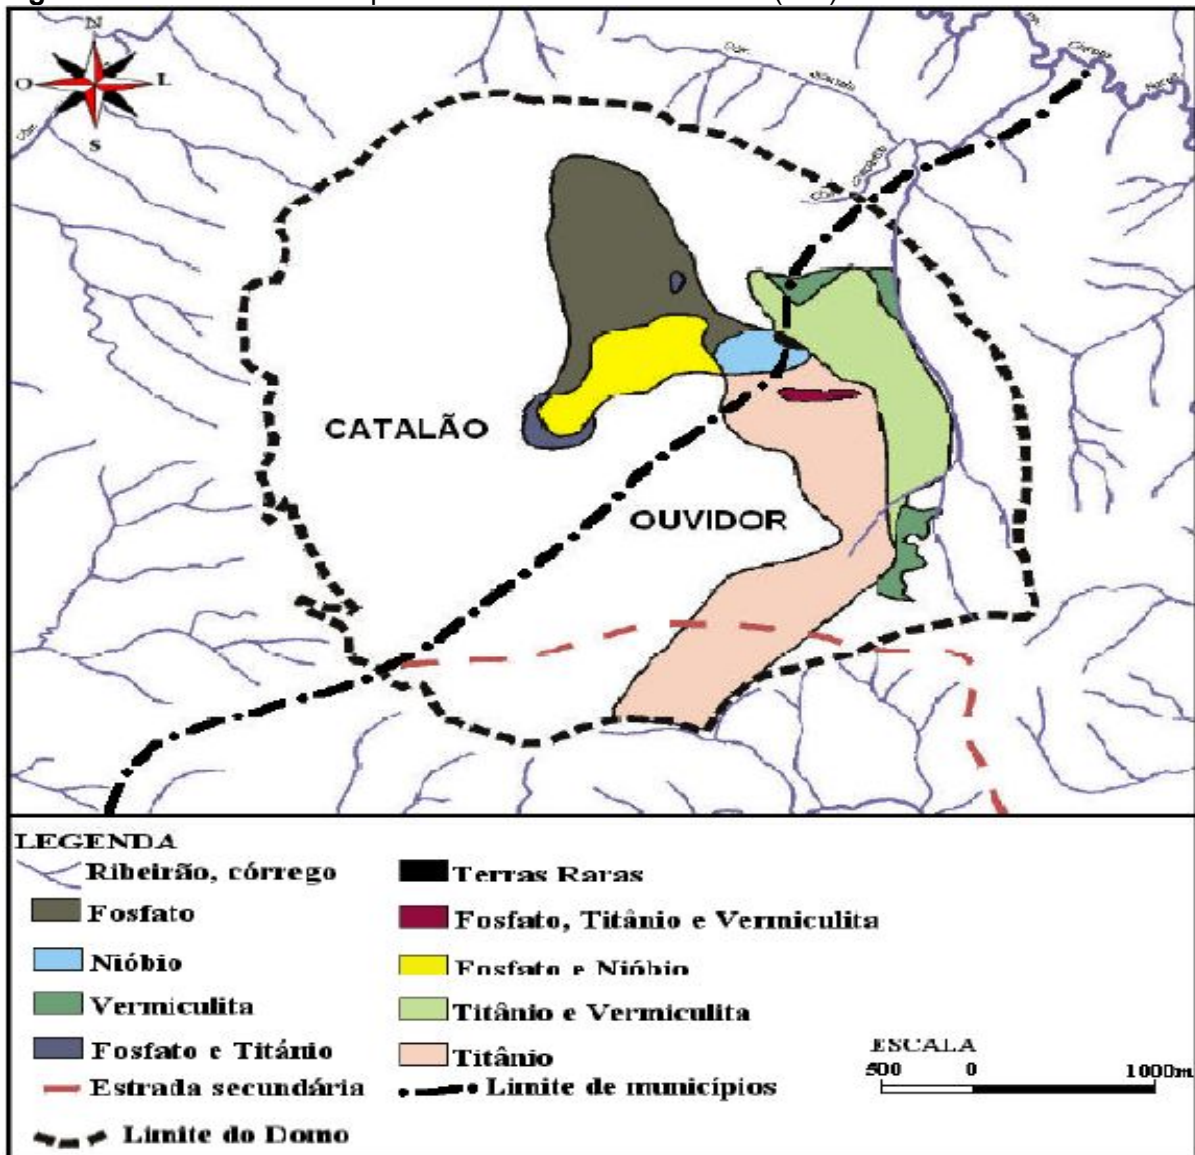 N
O L
S
CATALÃO
OUVIDOR
LEGENDA
Ribeirão, córrego
Fosfato
Nióbio
Vermiculita
Fosfato e Titánio
Estrada secundária
Limite do Domo
Terras Raras
Fosfato, Titânio e Vermiculita
Fosfato e Nióbio
Titânio e Vermiculita
Titânio
Limite de municípios
ESCALA
500 0 1000m